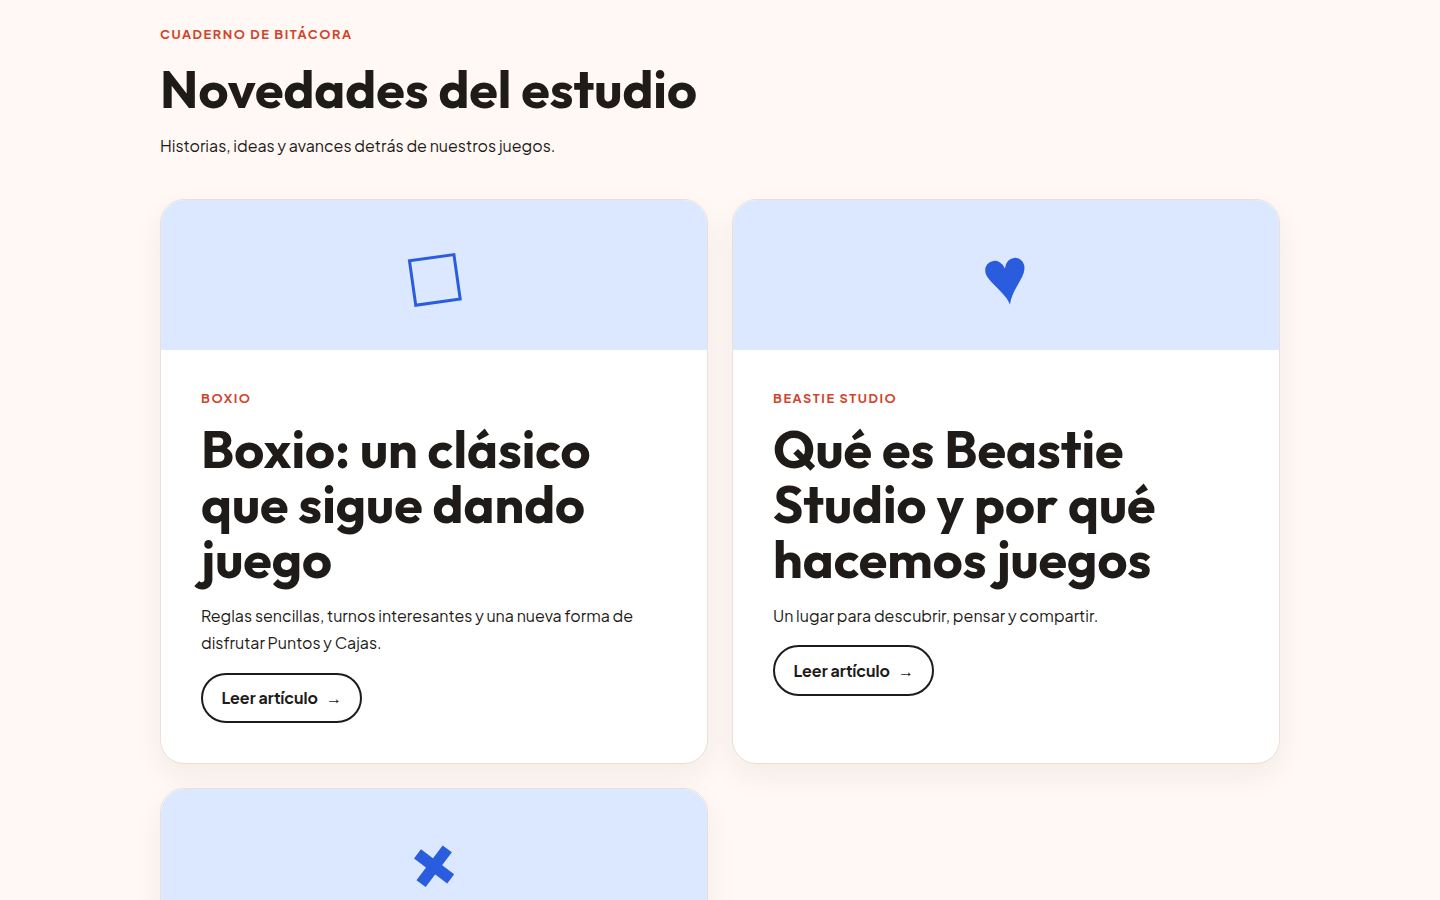 CUADERNO DE BITÁCORA
Novedades del estudio
Historias, ideas y avances detrás de nuestros juegos.
BOXIO
Boxio: un clásico
que sigue dando
juego
Reglas sencillas, turnos interesantes y una nueva forma de
disfrutar Puntos y Cajas.
Leer artículo →
BEASTIE STUDIO
Qué es Beastie
Studio y por qué
hacemos juegos
Un lugar para descubrir, pensar y compartir.
Leer artículo →